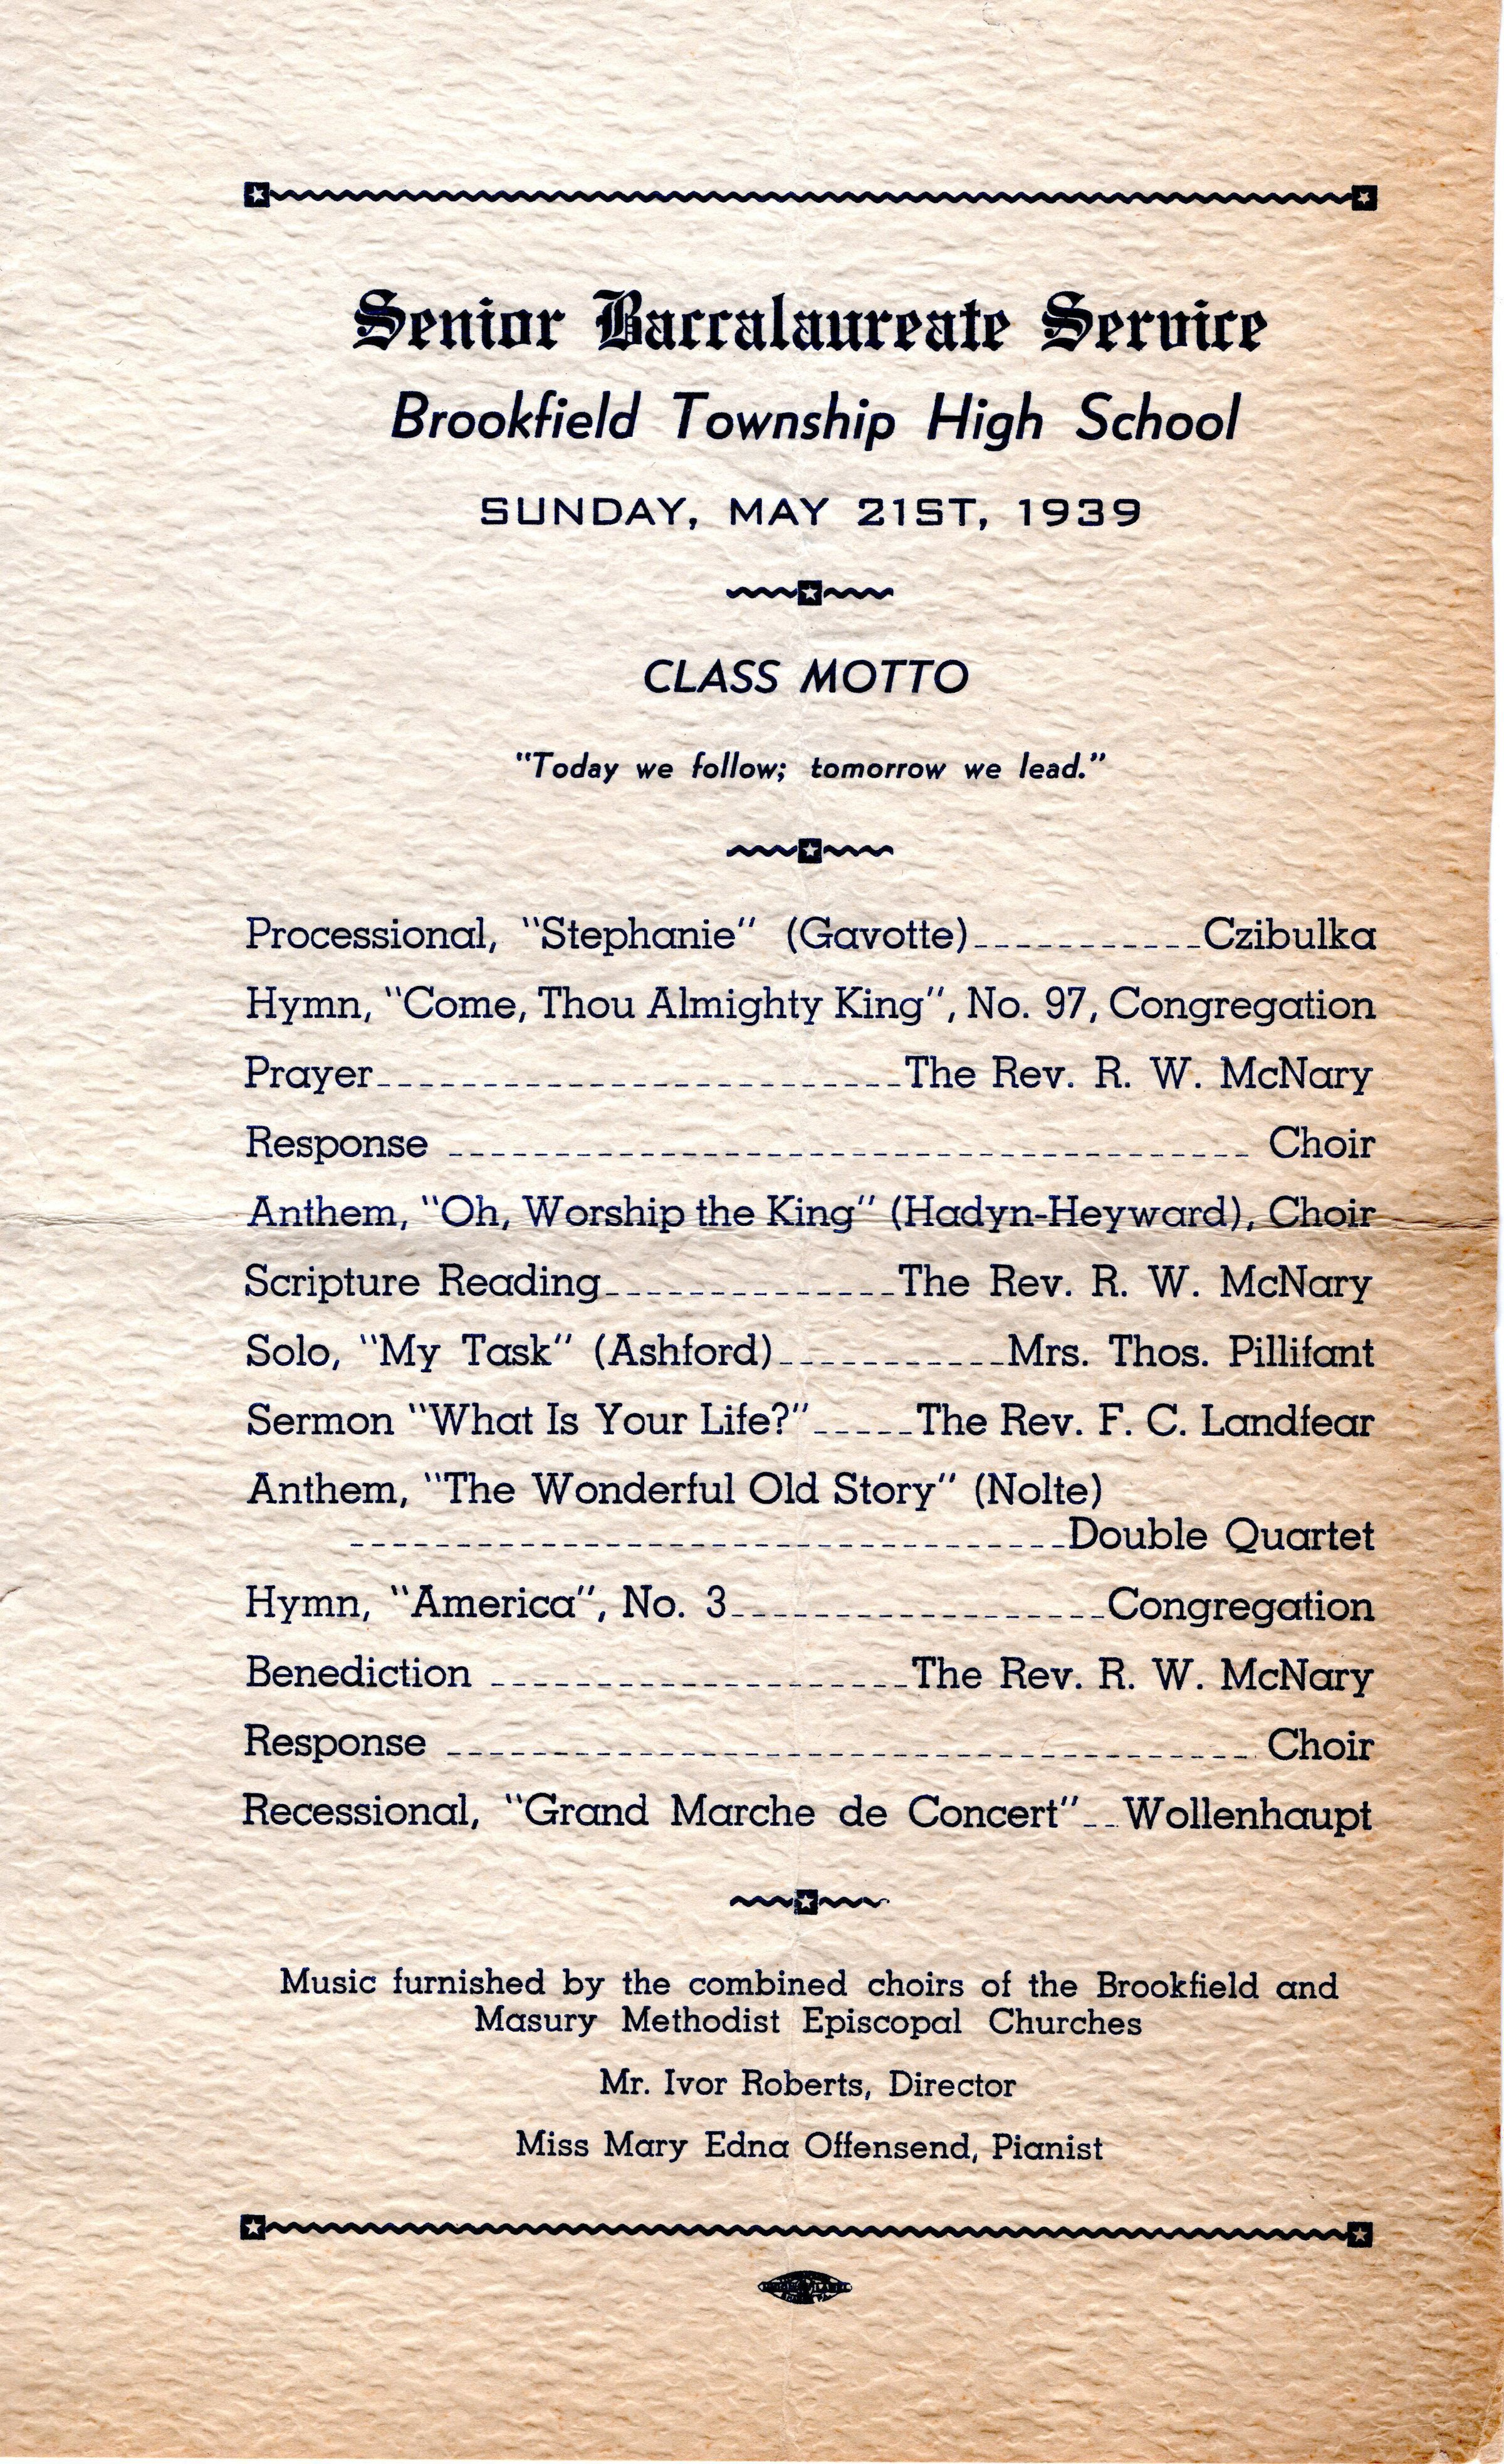 Senior Baccalaureate Service
Brookfield Township High School
SUNDAY, MAY 21ST, 1939
CLASS MOTTO
"Today we follow; tomorrow we lead."
Processional, "Stephanie" (Gavotte)-----------Czibulka
Hymn, "Come, Thou Almighty King", No. 97, Congregation
Prayer-------------------------The Rev. R. W. McNary
Response -------------------------------------- Choir
Anthem, "Oh, Worship the King" (Hadyn-Heyward), Choir
Scripture Reading--------------The Rev. R. W. McNary
Solo, "My Task" (Ashford)-----------Mrs. Thos. Pillifant
Sermon "What Is Your Life?"-----The Rev. F. C. Landfear
Anthem, "The Wonderful Old Story" (Nolte)
----------------------------------Double Quartet
Hymn, "America", No. 3------------------Congregation
Benediction --------------------The Rev. R. W. McNary
Response -------------------------------------- Choir
Recessional, "Grand Marche de Concert"--Wollenhaupt
Music furnished by the combined choirs of the Brookfield and
Masury Methodist Episcopal Churches
Mr. Ivor Roberts, Director
Miss Mary Edna Offensend, Pianist